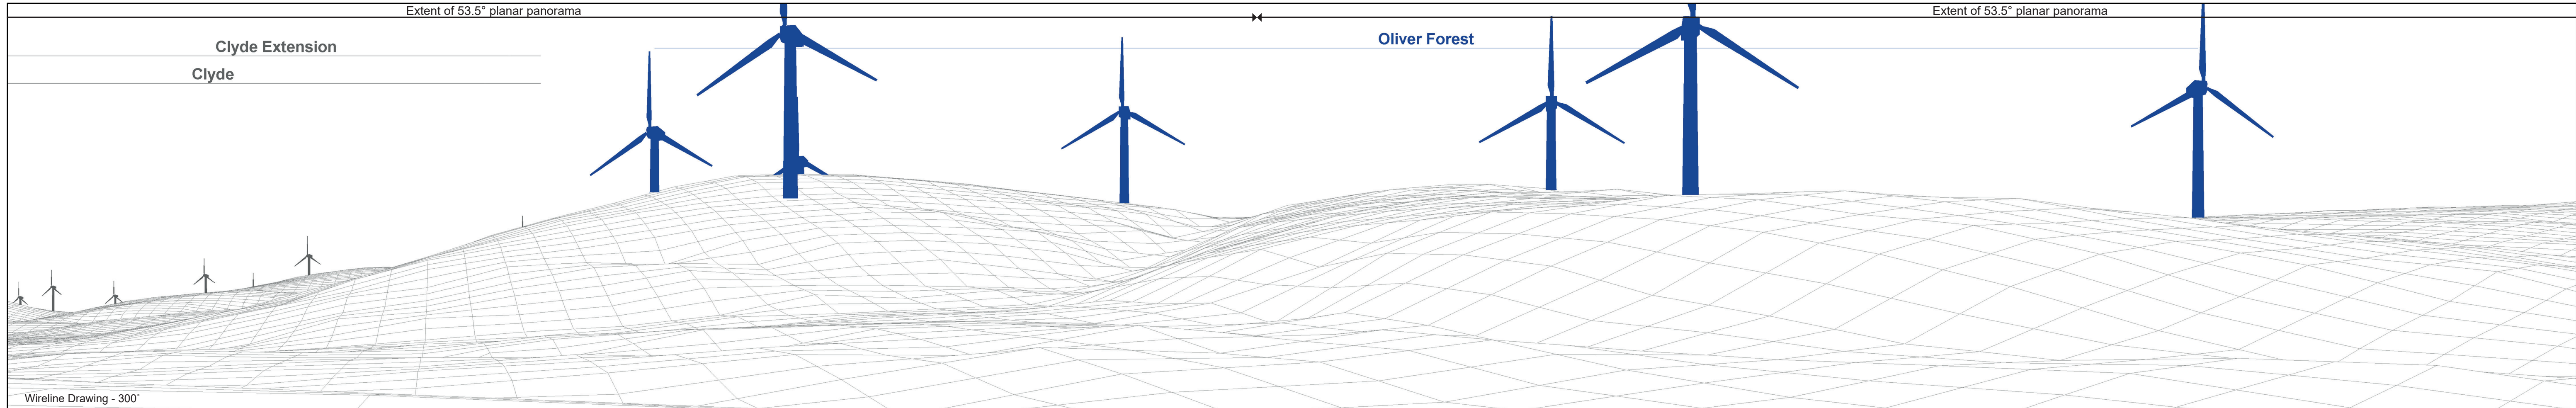 Extent of 53.5° planar panorama
Extent of 53.5° planar panorama
Clyde Extension
Oliver Forest
Clyde
Wireline Drawing - 300°